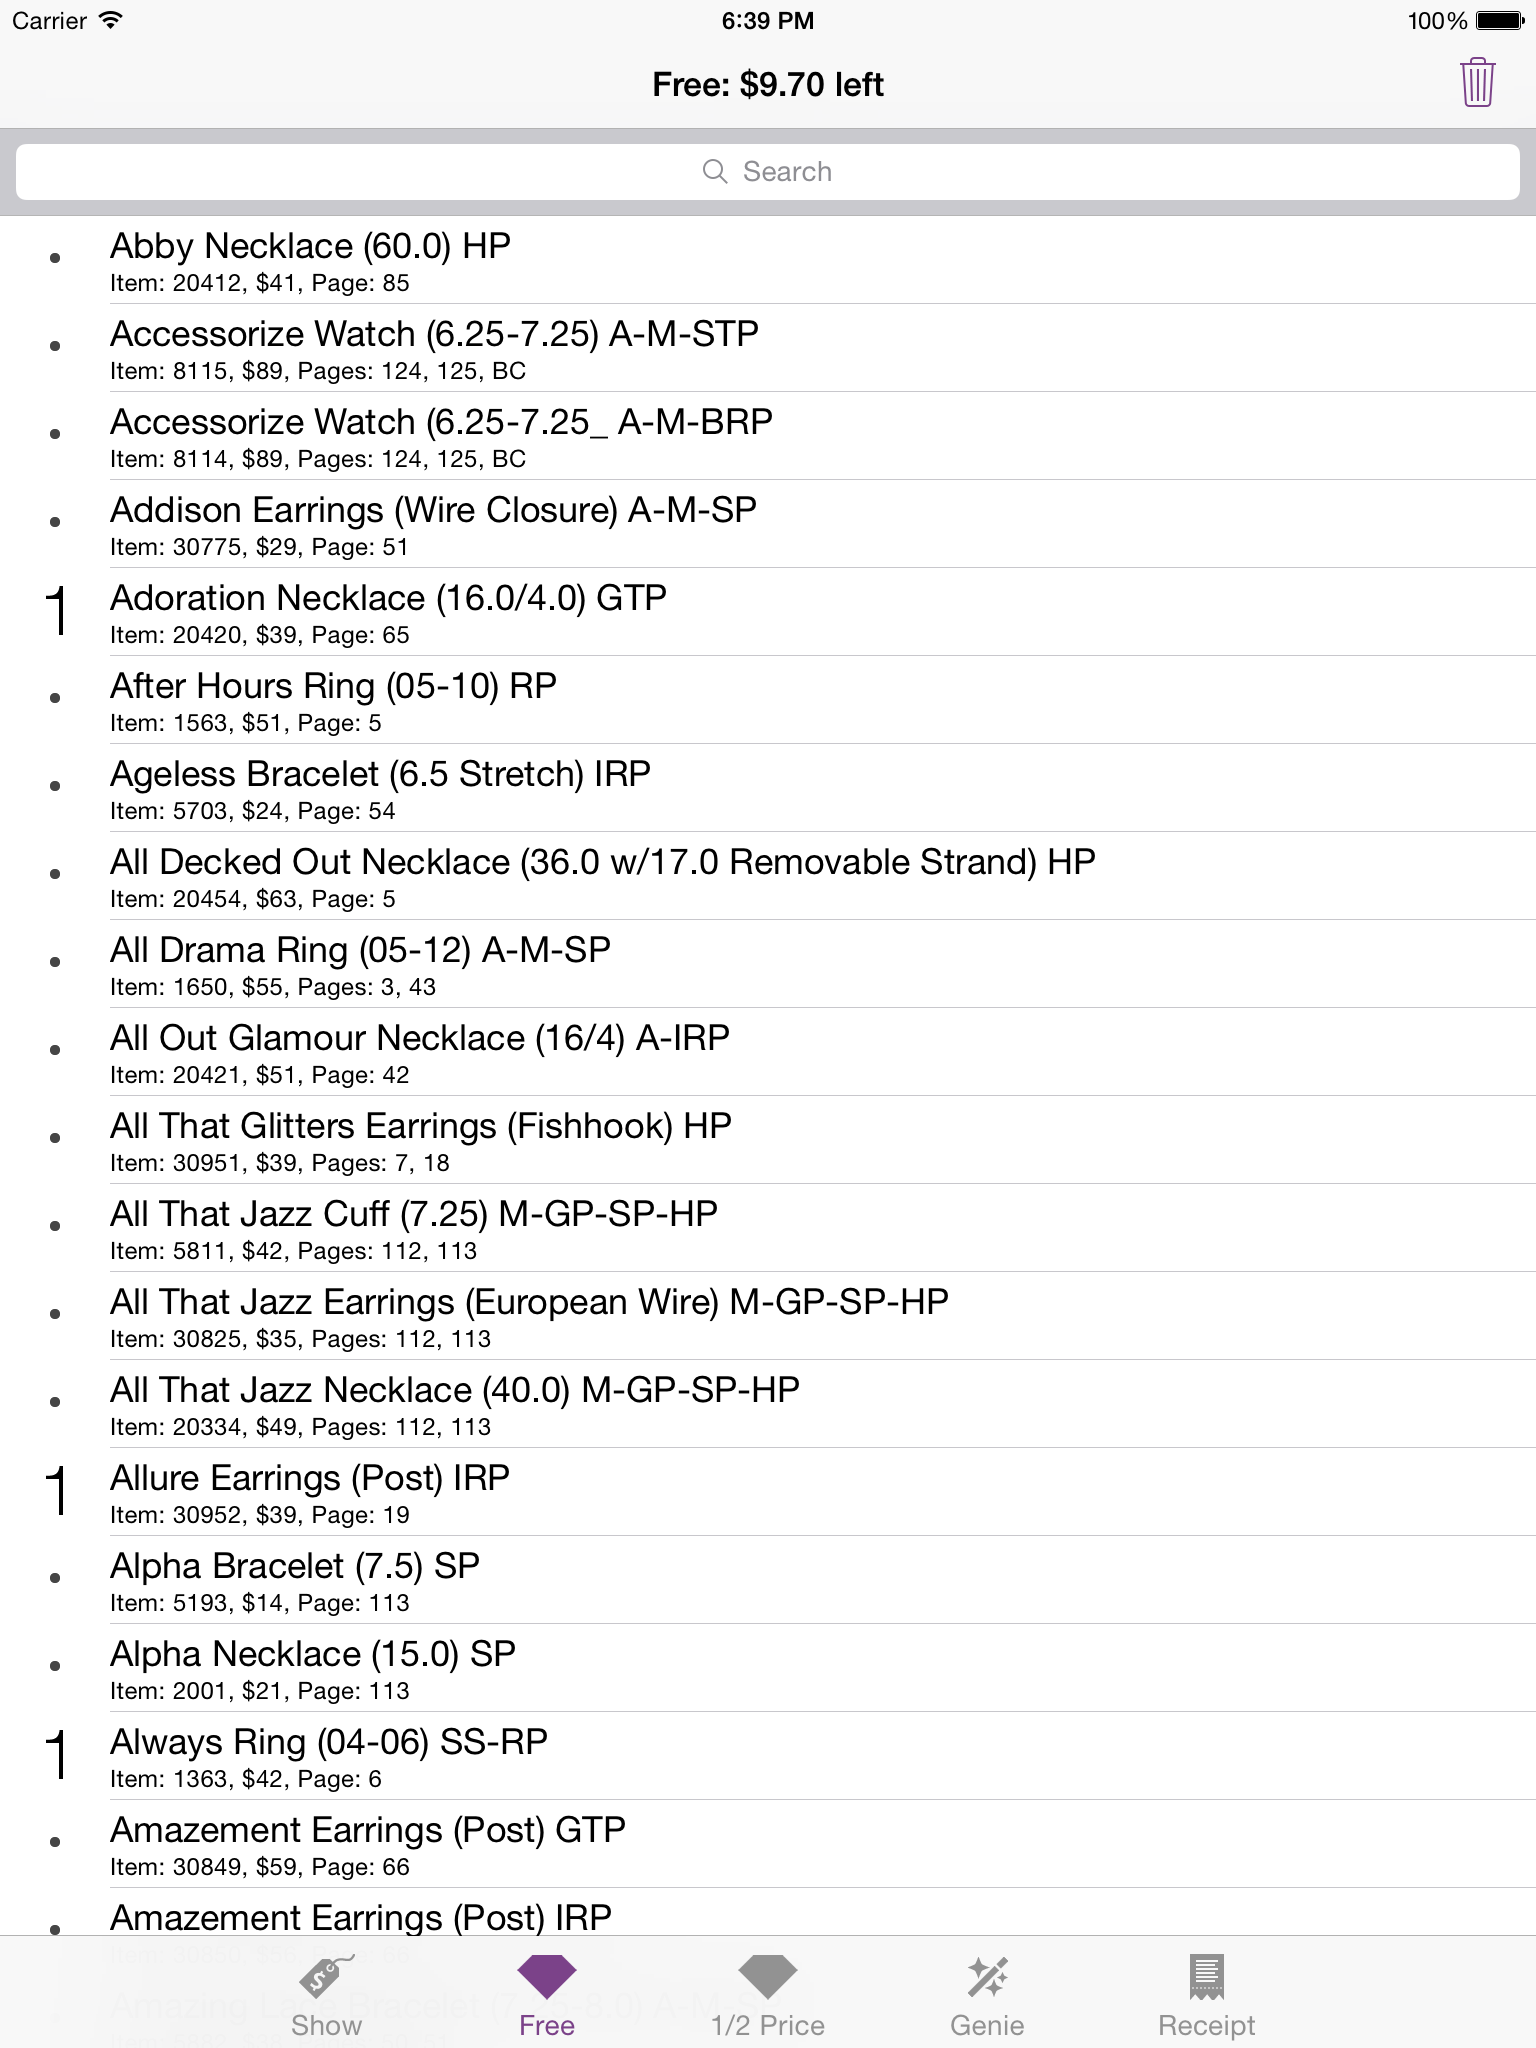 Carrier 6:39 PM 100%
Free: $9.70 left
Search
Abby Necklace (60.0) HP
Item: 20412, $41, Page: 85
Accessorize Watch (6.25-7.25) A-M-STP
Item: 8115, $89, Pages: 124, 125, BC
Accessorize Watch (6.25-7.25_ A-M-BRP
Item: 8114, $89, Pages: 124, 125, BC
Addison Earrings (Wire Closure) A-M-SP
Item: 30775, $29, Page: 51
1 Adoration Necklace (16.0/4.0) GTP
Item: 20420, $39, Page: 65
After Hours Ring (05-10) RP
Item: 1563, $51, Page: 5
Ageless Bracelet (6.5 Stretch) IRP
Item: 5703, $24, Page: 54
All Decked Out Necklace (36.0 w/17.0 Removable Strand) HP
Item: 20454, $63, Page: 5
All Drama Ring (05-12) A-M-SP
Item: 1650, $55, Pages: 3, 43
All Out Glamour Necklace (16/4) A-IRP
Item: 20421, $51, Page: 42
All That Glitters Earrings (Fishhook) HP
Item: 30951, $39, Pages: 7, 18
All That Jazz Cuff (7.25) M-GP-SP-HP
Item: 5811, $42, Pages: 112, 113
All That Jazz Earrings (European Wire) M-GP-SP-HP
Item: 30825, $35, Pages: 112, 113
All That Jazz Necklace (40.0) M-GP-SP-HP
Item: 20334, $49, Pages: 112, 113
1 Allure Earrings (Post) IRP
Item: 30952, $39, Page: 19
Alpha Bracelet (7.5) SP
Item: 5193, $14, Page: 113
Alpha Necklace (15.0) SP
Item: 2001, $21, Page: 113
1 Always Ring (04-06) SS-RP
Item: 1363, $42, Page: 6
Amazement Earrings (Post) GTP
Item: 30849, $59, Page: 66
Amazement Earrings (Post) IRP
Show Free 1/2 Price Genie Receipt